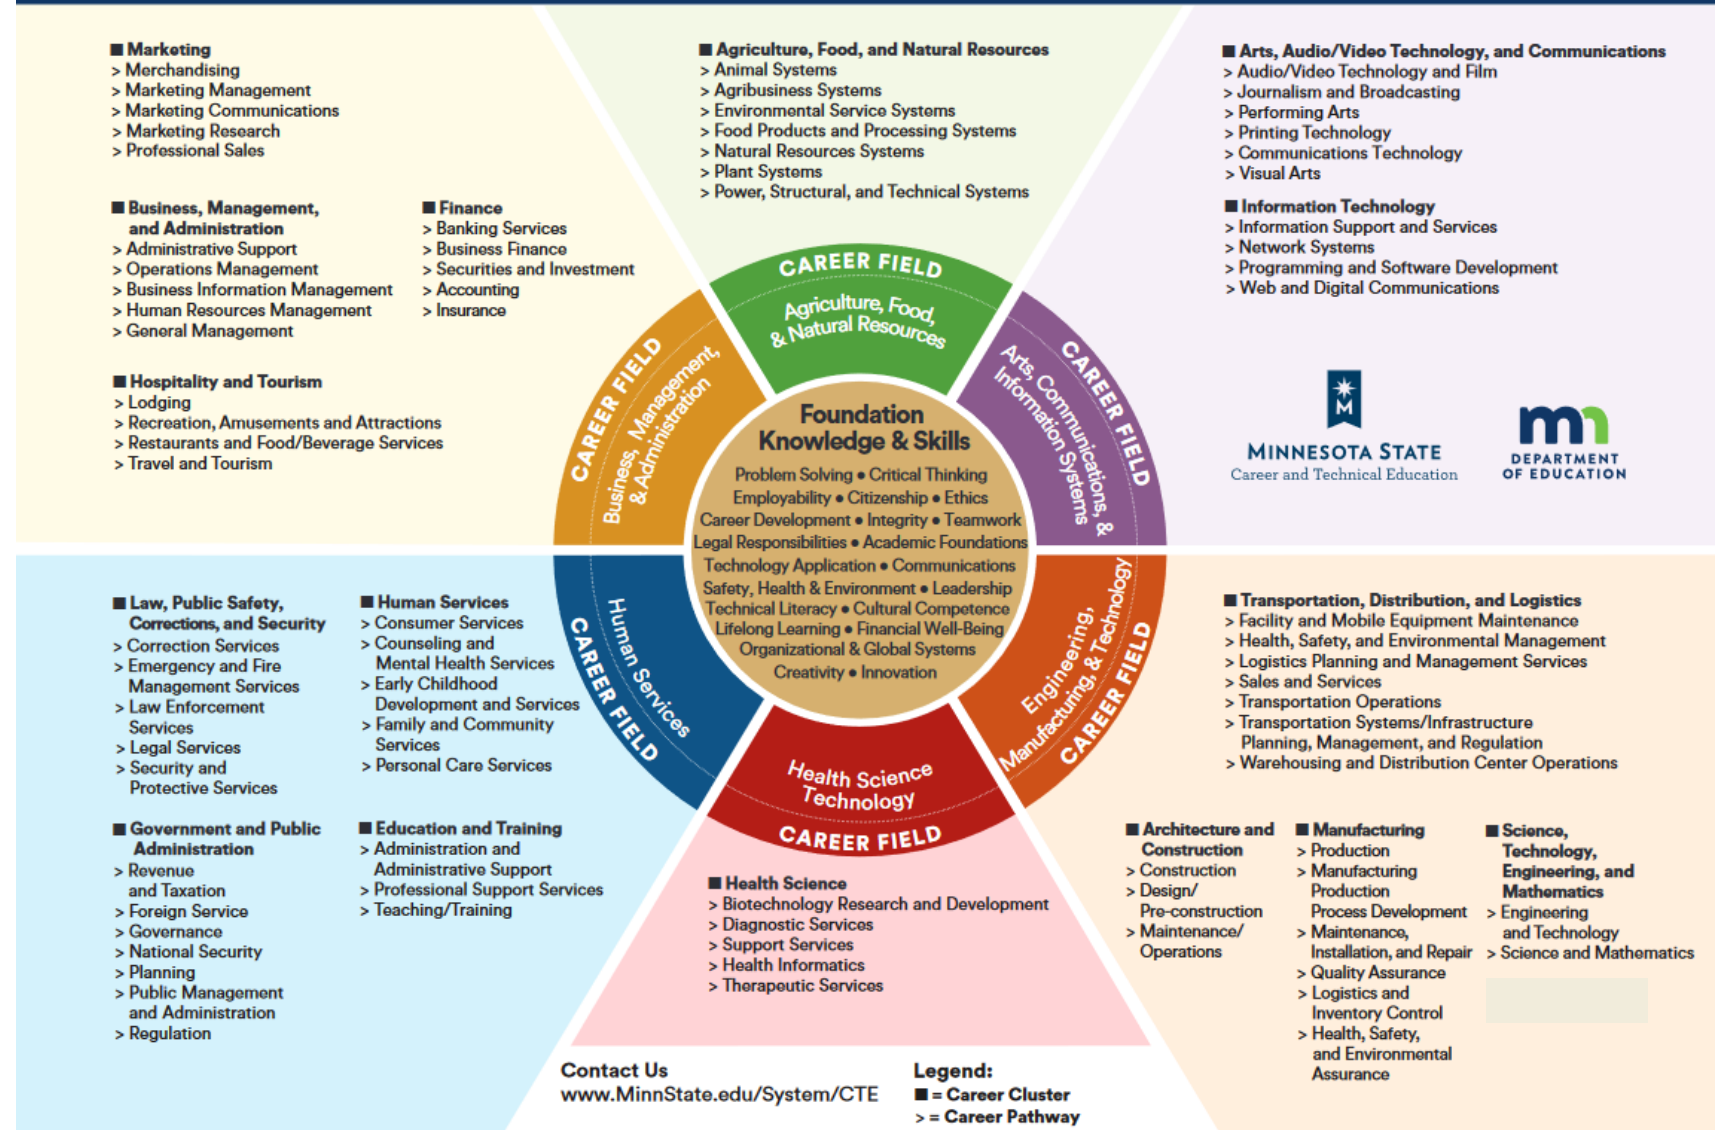 ■ Marketing
> Merchandising
> Marketing Management
> Marketing Communications
> Marketing Research
> Professional Sales
■ Business, Management,
and Administration
> Administrative Support
> Operations Management
> Business Information Management
> Human Resources Management
> General Management
■ Finance
> Banking Services
> Business Finance
> Securities and Investment
> Accounting
> Insurance
■ Hospitality and Tourism
> Lodging
> Recreation, Amusements and Attractions
> Restaurants and Food/Beverage Services
> Travel and Tourism
■ Agriculture, Food, and Natural Resources
> Animal Systems
> Agribusiness Systems
> Environmental Service Systems
> Food Products and Processing Systems
> Natural Resources Systems
> Plant Systems
> Power, Structural, and Technical Systems
■ Arts, Audio/Video Technology, and Communications
> Audio/Video Technology and Film
> Journalism and Broadcasting
> Performing Arts
> Printing Technology
> Communications Technology
> Visual Arts
■ Information Technology
> Information Support and Services
> Network Systems
> Programming and Software Development
> Web and Digital Communications
M
MINNESOTA STATE
Career and Technical Education
mn
DEPARTMENT
OF EDUCATION
CAREER FIELD
Business, Management,
& Administration
CAREER FIELD
Agriculture, Food,
& Natural Resources
CAREER FIELD
Arts, Communications, &
Information Systems
Foundation
Knowledge & Skills
Problem Solving ● Critical Thinking
Employability ● Citizenship ● Ethics
Career Development ● Integrity ● Teamwork
Legal Responsibilities ● Academic Foundations
Technology Application ● Communications
Safety, Health & Environment ● Leadership
Technical Literacy ● Cultural Competence
Lifelong Learning ● Financial Well-Being
Organizational & Global Systems
Creativity ● Innovation
Human Services
CAREER FIELD
Health Science
Technology
CAREER FIELD
Engineering,
Manufacturing, & Technology
CAREER FIELD
■ Law, Public Safety,
Corrections, and Security
> Correction Services
> Emergency and Fire
Management Services
> Law Enforcement
Services
> Legal Services
> Security and
Protective Services
■ Human Services
> Consumer Services
> Counseling and
Mental Health Services
> Early Childhood
Development and Services
> Family and Community
Services
> Personal Care Services
■ Government and Public
Administration
> Revenue
and Taxation
> Foreign Service
> Governance
> National Security
> Planning
> Public Management
and Administration
> Regulation
■ Education and Training
> Administration and
Administrative Support
> Professional Support Services
> Teaching/Training
■ Health Science
> Biotechnology Research and Development
> Diagnostic Services
> Support Services
> Health Informatics
> Therapeutic Services
■ Transportation, Distribution, and Logistics
> Facility and Mobile Equipment Maintenance
> Health, Safety, and Environmental Management
> Logistics Planning and Management Services
> Sales and Services
> Transportation Operations
> Transportation Systems/Infrastructure
Planning, Management, and Regulation
> Warehousing and Distribution Center Operations
■ Architecture and
Construction
> Construction
> Design/
Pre-construction
> Maintenance/
Operations
■ Manufacturing
> Production
> Manufacturing
Production
Process Development
> Maintenance,
Installation, and Repair
> Quality Assurance
> Logistics and
Inventory Control
> Health, Safety,
and Environmental
Assurance
■ Science,
Technology,
Engineering, and
Mathematics
> Engineering
and Technology
> Science and Mathematics
Contact Us
www.MinnState.edu/System/CTE
Legend:
■ = Career Cluster
> = Career Pathway